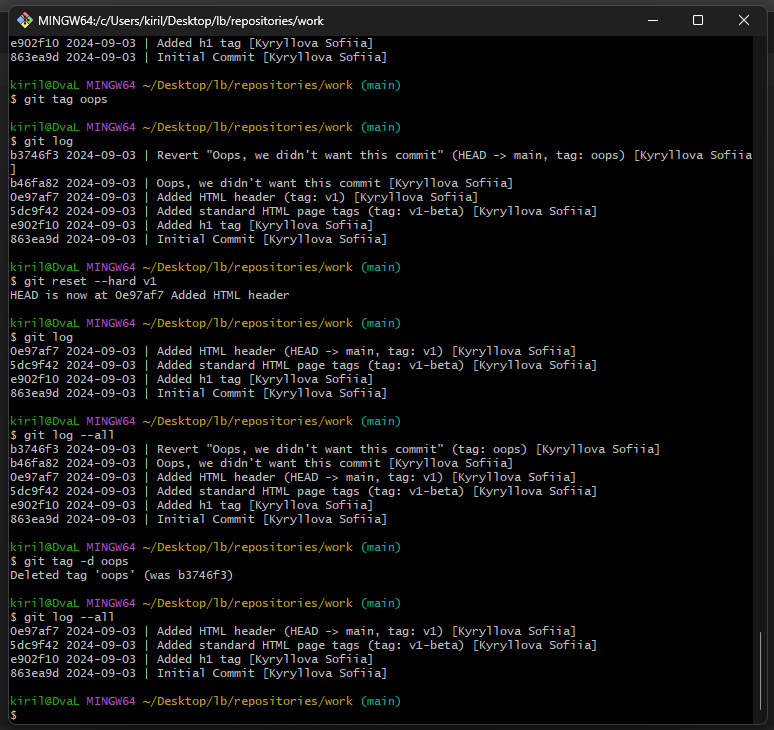 MINGW64:/c/Users/kiril/Desktop/lb/repositories/work
e902f10 2024-09-03 | Added h1 tag [Kyryllova Sofiia]
863ea9d 2024-09-03 | Initial Commit [Kyryllova Sofiia]
kiril@DvaL MINGW64 ~/Desktop/lb/repositories/work (main)
$ git tag oops
kiril@DvaL MINGW64 ~/Desktop/lb/repositories/work (main)
$ git log
b3746f3 2024-09-03 | Revert "Oops, we didn't want this commit" (HEAD -> main, tag: oops) [Kyryllova Sofiia
]
b46fa82 2024-09-03 | Oops, we didn't want this commit [Kyryllova Sofiia]
0e97af7 2024-09-03 | Added HTML header (tag: v1) [Kyryllova Sofiia]
5dc9f42 2024-09-03 | Added standard HTML page tags (tag: v1-beta) [Kyryllova Sofiia]
e902f10 2024-09-03 | Added h1 tag [Kyryllova Sofiia]
863ea9d 2024-09-03 | Initial Commit [Kyryllova Sofiia]
kiril@DvaL MINGW64 ~/Desktop/lb/repositories/work (main)
$ git reset --hard v1
HEAD is now at 0e97af7 Added HTML header
kiril@DvaL MINGW64 ~/Desktop/lb/repositories/work (main)
$ git log
0e97af7 2024-09-03 | Added HTML header (HEAD -> main, tag: v1) [Kyryllova Sofiia]
5dc9f42 2024-09-03 | Added standard HTML page tags (tag: v1-beta) [Kyryllova Sofiia]
e902f10 2024-09-03 | Added h1 tag [Kyryllova Sofiia]
863ea9d 2024-09-03 | Initial Commit [Kyryllova Sofiia]
kiril@DvaL MINGW64 ~/Desktop/lb/repositories/work (main)
$ git log --all
b3746f3 2024-09-03 | Revert "Oops, we didn't want this commit" (tag: oops) [Kyryllova Sofiia]
b46fa82 2024-09-03 | Oops, we didn't want this commit [Kyryllova Sofiia]
0e97af7 2024-09-03 | Added HTML header (HEAD -> main, tag: v1) [Kyryllova Sofiia]
5dc9f42 2024-09-03 | Added standard HTML page tags (tag: v1-beta) [Kyryllova Sofiia]
e902f10 2024-09-03 | Added h1 tag [Kyryllova Sofiia]
863ea9d 2024-09-03 | Initial Commit [Kyryllova Sofiia]
kiril@DvaL MINGW64 ~/Desktop/lb/repositories/work (main)
$ git tag -d oops
Deleted tag 'oops' (was b3746f3)
kiril@DvaL MINGW64 ~/Desktop/lb/repositories/work (main)
$ git log --all
0e97af7 2024-09-03 | Added HTML header (HEAD -> main, tag: v1) [Kyryllova Sofiia]
5dc9f42 2024-09-03 | Added standard HTML page tags (tag: v1-beta) [Kyryllova Sofiia]
e902f10 2024-09-03 | Added h1 tag [Kyryllova Sofiia]
863ea9d 2024-09-03 | Initial Commit [Kyryllova Sofiia]
kiril@DvaL MINGW64 ~/Desktop/lb/repositories/work (main)
$